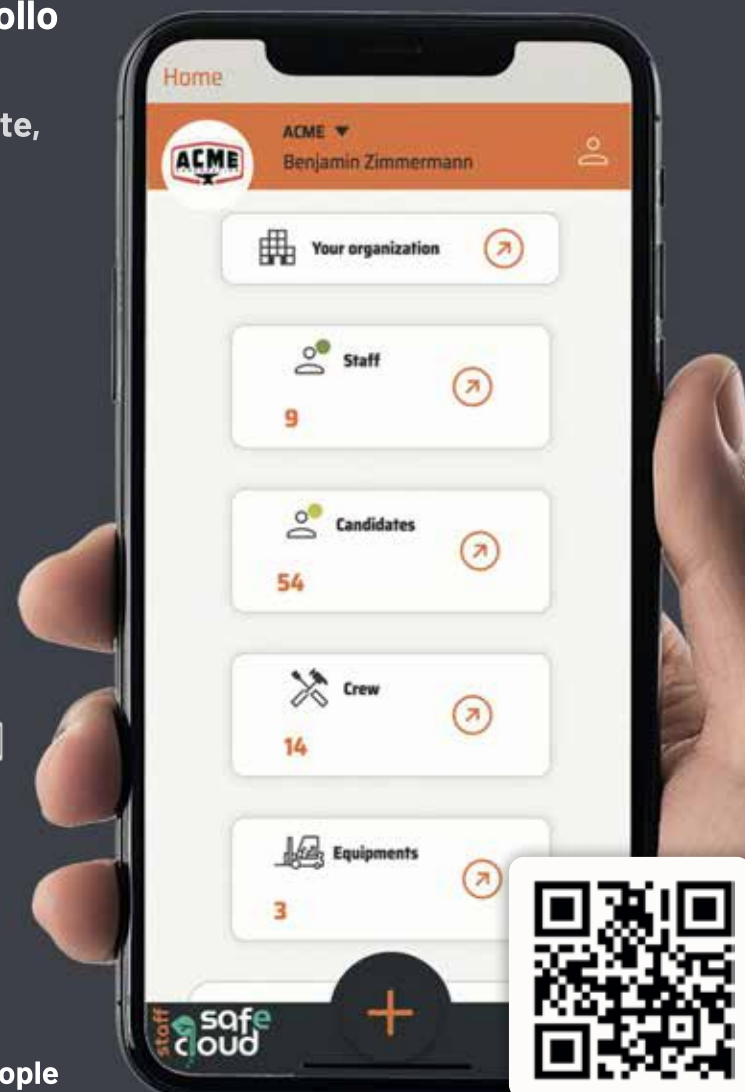 ollo
te,
Home
ACME
ACME ▼
Benjamin Zimmermann
Your organization
Staff
9
Candidates
54
Crew
14
Equipments
3
+
staff
safe
cloud
ople